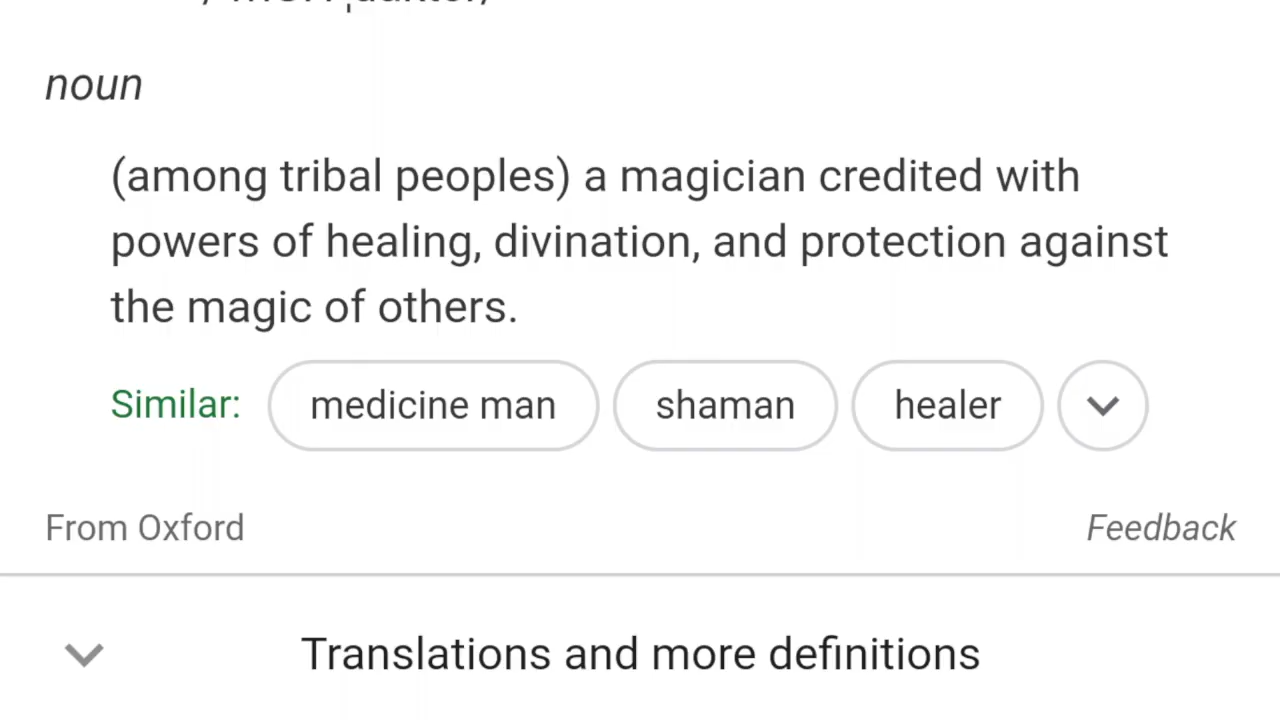 noun
(among tribal peoples) a magician credited with
powers of healing, divination, and protection against
the magic of others.
Similar: medicine man shaman healer
From Oxford Feedback
Translations and more definitions